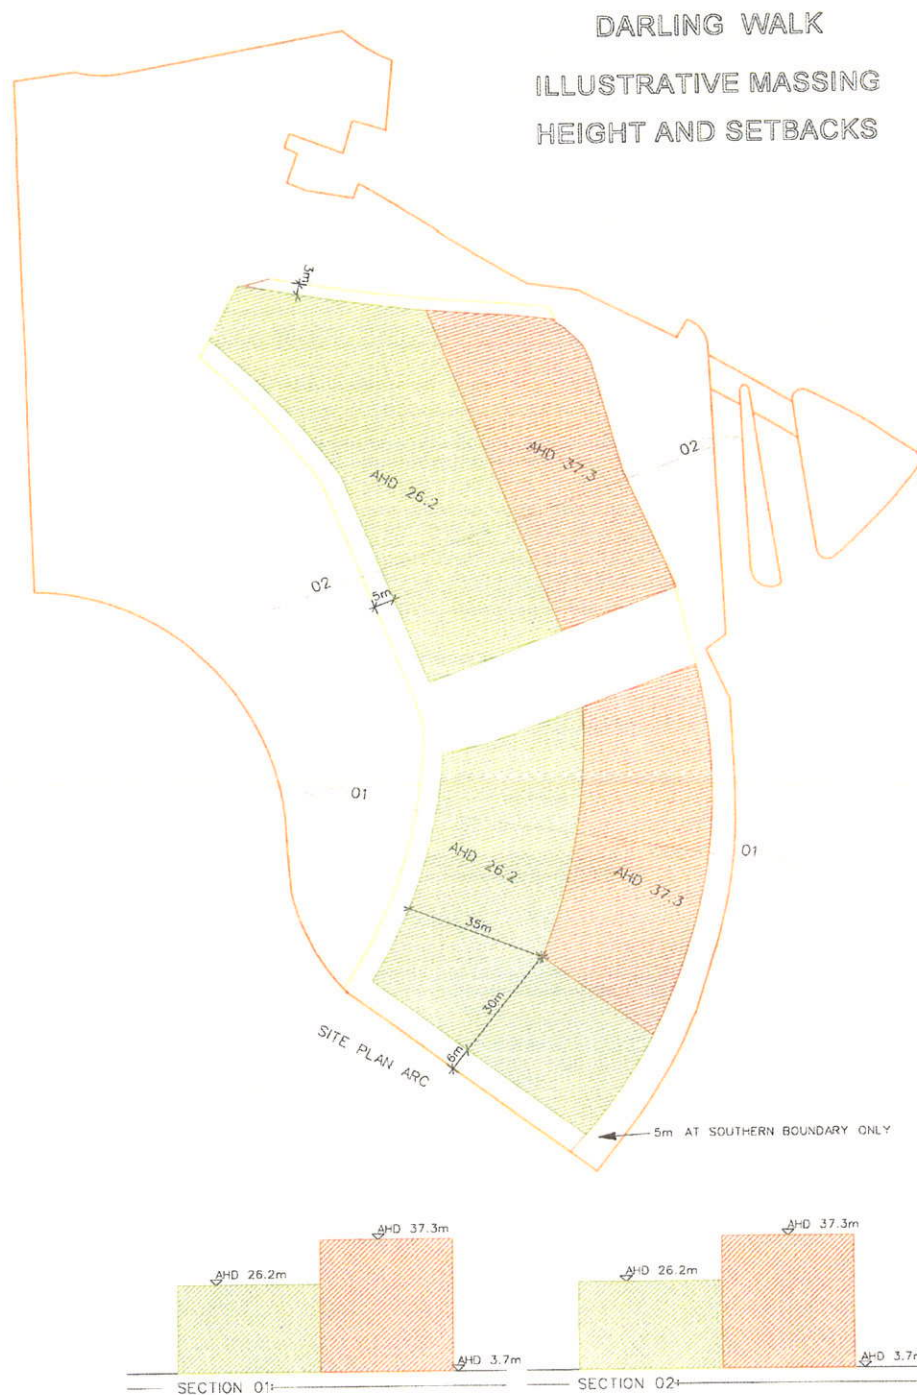 DARLING WALK
ILLUSTRATIVE MASSING
HEIGHT AND SETBACKS
3m
AHD 37.3
02
AHD 26.2
02
5m
01
AHD 26.2
01
AHD 37.3
35m
30m
6m
SITE PLAN ARC
5m AT SOUTHERN BOUNDARY ONLY
AHD 37.3m
AHD 26.2m
AHD 3.7m
SECTION 01
AHD 37.3m
AHD 26.2m
AHD 3.7m
SECTION 02